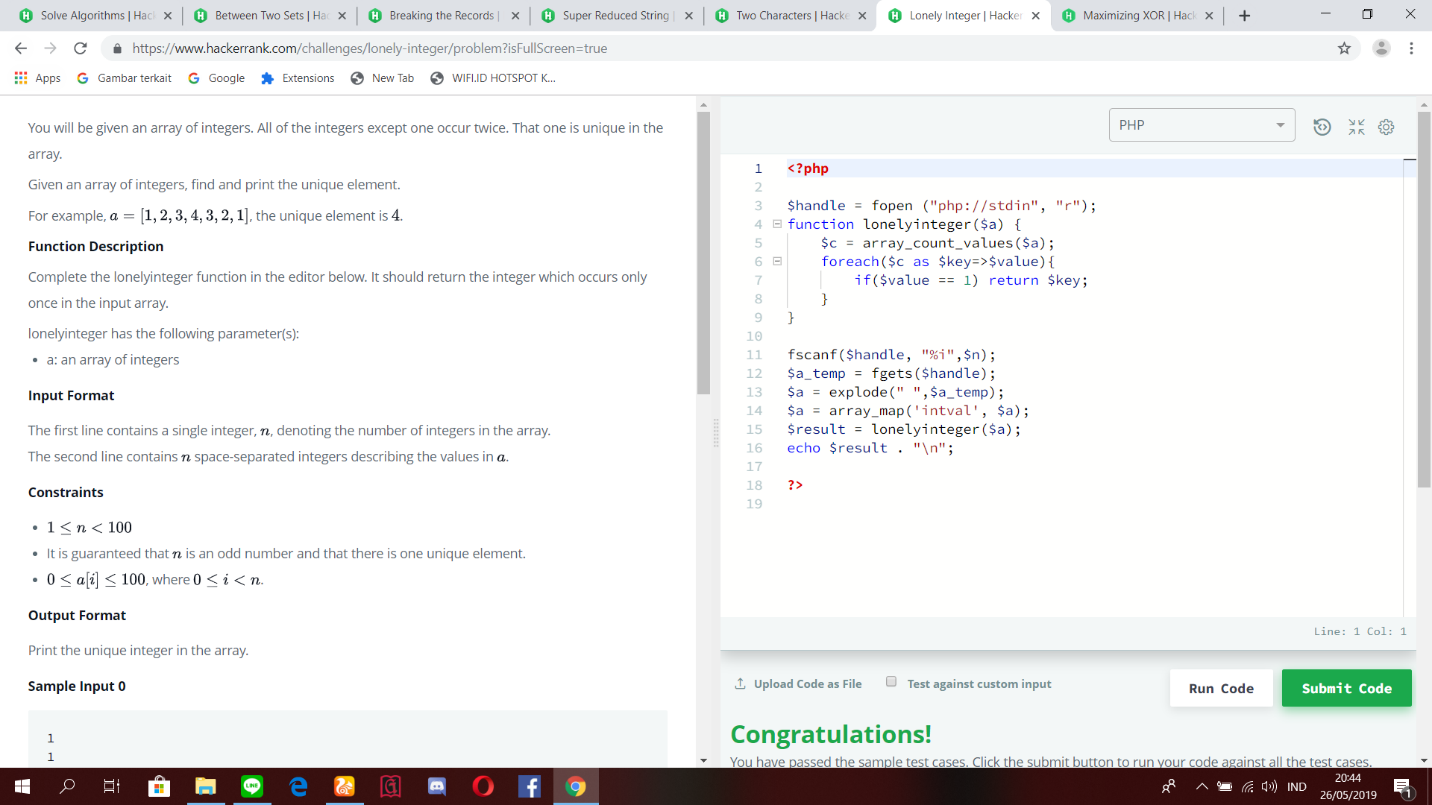 Solve Algorithms | Hac
Between Two Sets | Ha
Breaking the Records |
Super Reduced String |
Two Characters | Hacke
Lonely Integer | Hacker
Maximizing XOR | Hack
https://www.hackerrank.com/challenges/lonely-integer/problem?isFullScreen=true
Apps
Gambar terkait
Google
Extensions
New Tab
WIFI.ID HOTSPOT K...
You will be given an array of integers. All of the integers except one occur twice. That one is unique in the
array.
Given an array of integers, find and print the unique element.
For example, a = [1, 2, 3, 4, 3, 2, 1], the unique element is 4.
Function Description
Complete the lonelyinteger function in the editor below. It should return the integer which occurs only
once in the input array.
lonelyinteger has the following parameter(s):
• a: an array of integers
Input Format
The first line contains a single integer, n, denoting the number of integers in the array.
The second line contains n space-separated integers describing the values in a.
Constraints
• 1 ≤ n < 100
• It is guaranteed that n is an odd number and that there is one unique element.
• 0 ≤ a[i] ≤ 100, where 0 ≤ i < n.
Output Format
Print the unique integer in the array.
Sample Input 0
1
1
PHP
1 <?php
2
3 $handle = fopen ("php://stdin", "r");
4 function lonelyinteger($a) {
5 $c = array_count_values($a);
6 foreach($c as $key=>$value){
7 if($value == 1) return $key;
8 }
9 }
10
11 fscanf($handle, "%i",$n);
12 $a_temp = fgets($handle);
13 $a = explode(" ",$a_temp);
14 $a = array_map('intval', $a);
15 $result = lonelyinteger($a);
16 echo $result . "\n";
17
18 ?>
19
Line: 1 Col: 1
Upload Code as File
Test against custom input
Run Code
Submit Code
Congratulations!
You have passed the sample test cases. Click the submit button to run your code against all the test cases.
LINE
IND
20:44
26/05/2019
1